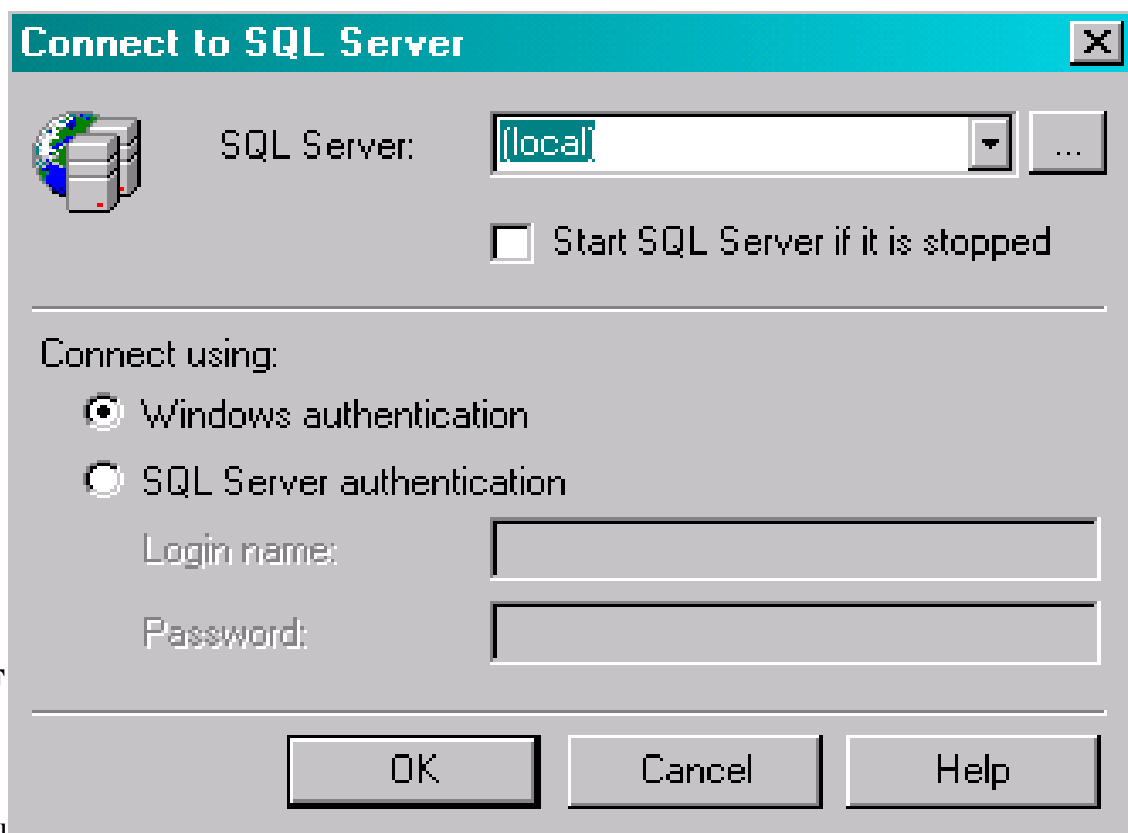 Connect to SQL Server
SQL Server: (local) ...
Start SQL Server if it is stopped
Connect using:
Windows authentication
SQL Server authentication
Login name:
Password:
OK Cancel Help